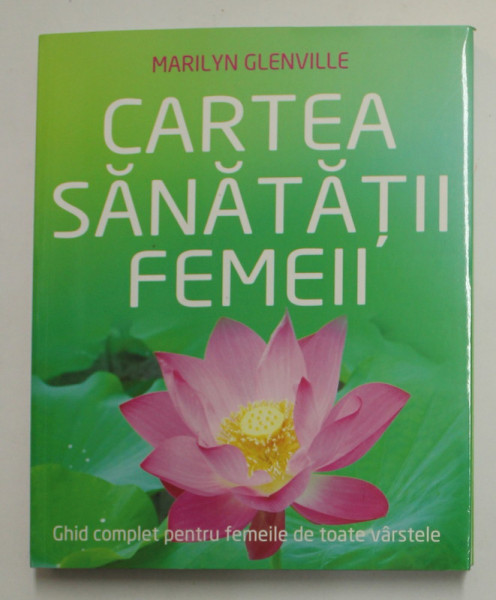 MARILYN GLENVILLE
CARTEA
SĂNĂTĂȚII
FEMEII
Ghid complet pentru femeile de toate vârstele